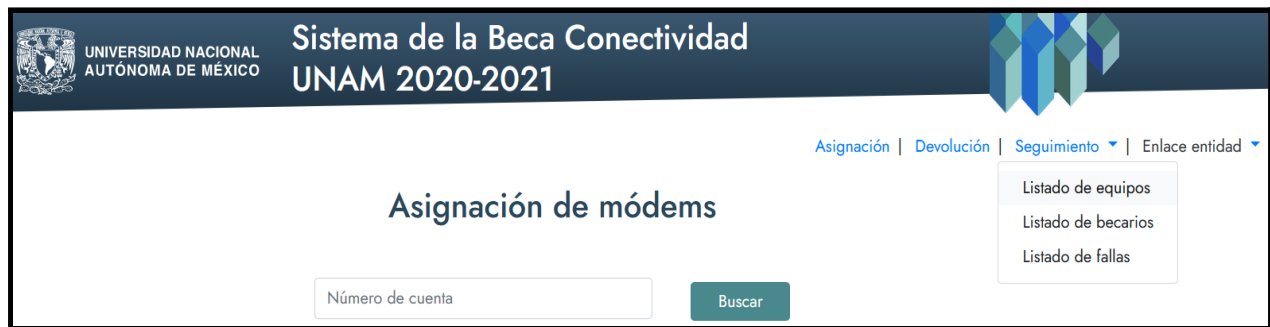 UNIVERSIDAD NACIONAL
AUTÓNOMA DE MÉXICO
Sistema de la Beca Conectividad
UNAM 2020-2021
Asignación | Devolución | Seguimiento | Enlace entidad
Listado de equipos
Listado de becarios
Listado de fallas
Asignación de módems
Número de cuenta
Buscar